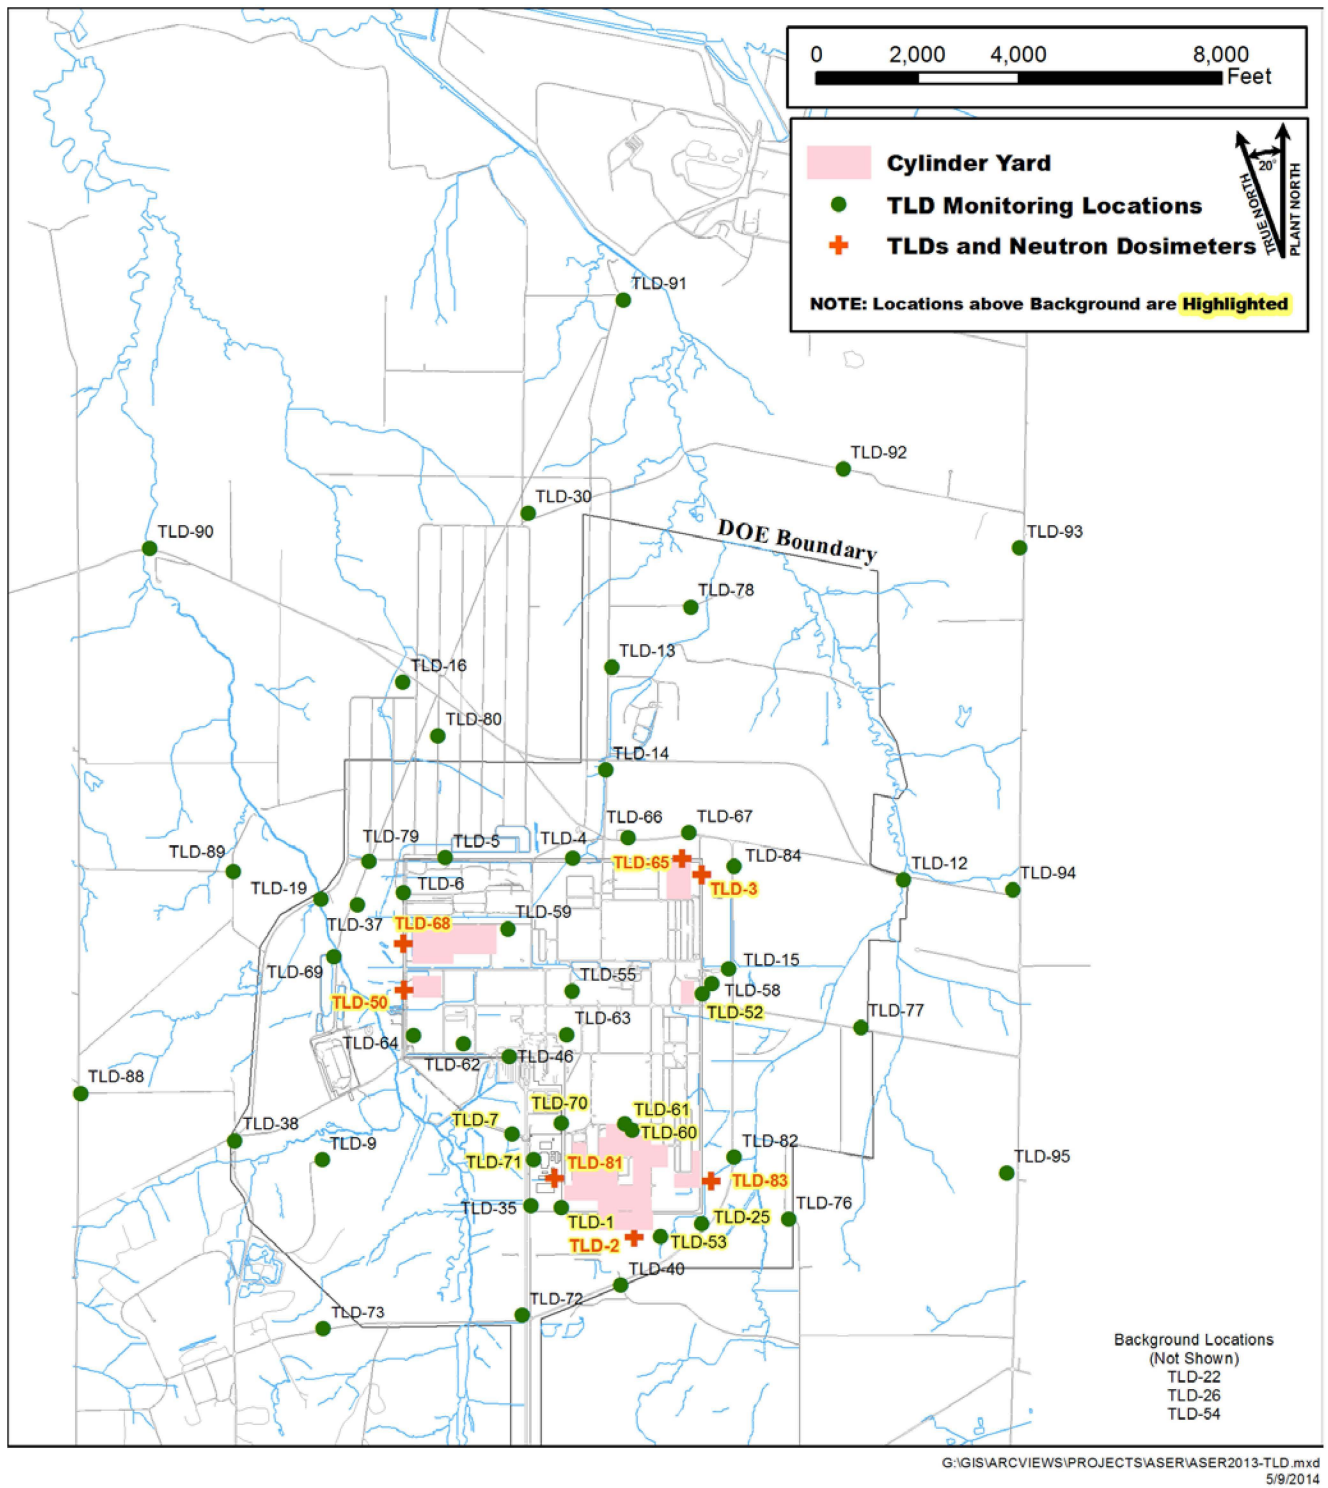 0 2,000 4,000 8,000
Feet
Cylinder Yard
TLD Monitoring Locations
TLDs and Neutron Dosimeters
20°
TRUE NORTH
PLANT NORTH
NOTE: Locations above Background are Highlighted
TLD-91
TLD-92
TLD-30
TLD-90
DOE Boundary
TLD-93
TLD-78
TLD-13
TLD-16
TLD-80
TLD-14
TLD-66
TLD-67
TLD-79
TLD-5
TLD-4
TLD-89
TLD-65
TLD-84
TLD-12
TLD-94
TLD-19
TLD-6
TLD-3
TLD-37
TLD-68
TLD-59
TLD-69
TLD-15
TLD-55
TLD-58
TLD-50
TLD-52
TLD-77
TLD-64
TLD-63
TLD-62
TLD-46
TLD-88
TLD-70
TLD-61
TLD-7
TLD-60
TLD-38
TLD-9
TLD-82
TLD-71
TLD-81
TLD-95
TLD-83
TLD-35
TLD-1
TLD-25
TLD-76
TLD-2
TLD-53
TLD-40
TLD-72
TLD-73
Background Locations
(Not Shown)
TLD-22
TLD-26
TLD-54
G:\GIS\ARCVIEWS\PROJECTS\ASER\ASER2013-TLD.mxd
5/9/2014